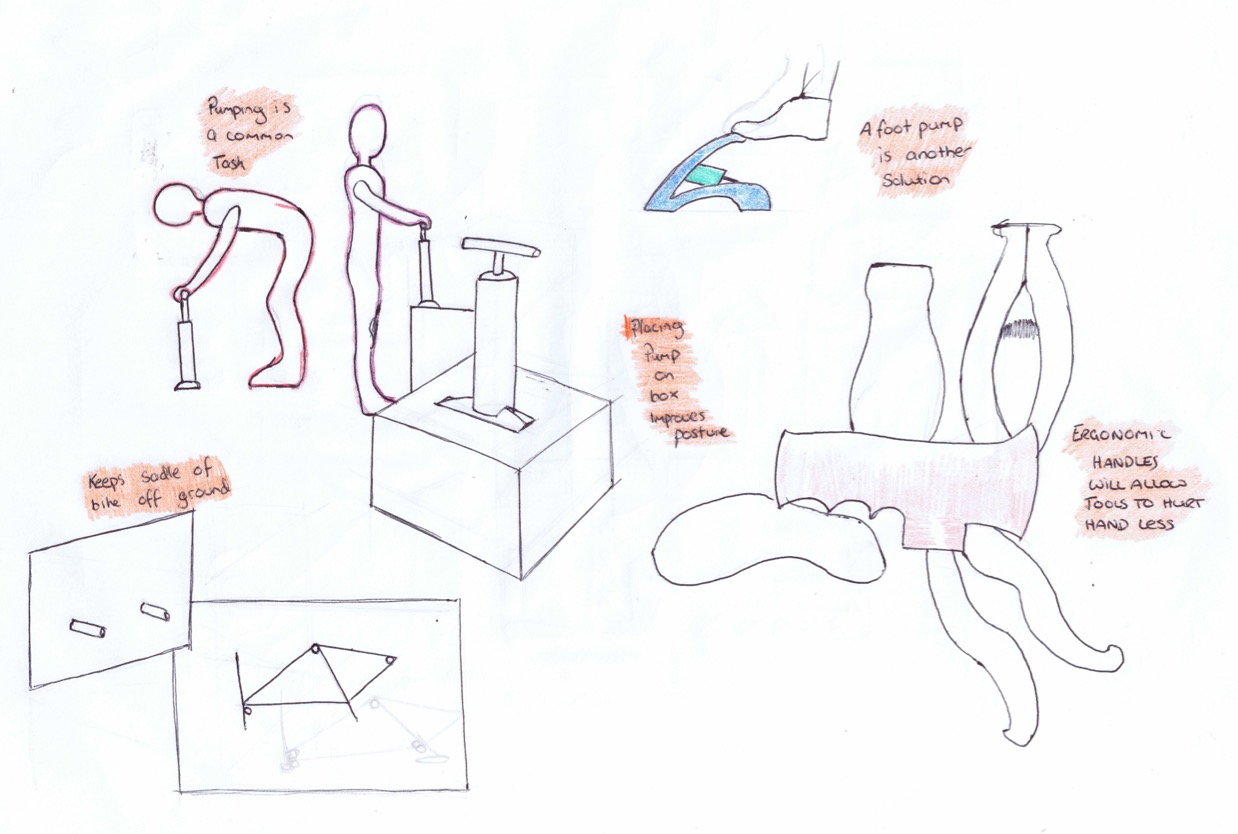 Pumping is
a common
Task
A foot pump
is another
Solution
Placing
Pump
on
box
improves
posture
ERGONOMIC
HANDLES
WILL ALLOW
TOOLS TO HURT
HAND LESS
Keeps sadle of
bike off ground